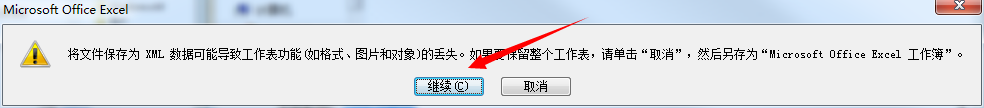 Microsoft Office Excel
将文件保存为 XML 数据可能导致工作表功能(如格式、图片和对象)的丢失。如果要保留整个工作表，请单击“取消”，然后另存为“Microsoft Office Excel 工作簿”。
继续(C)
取消